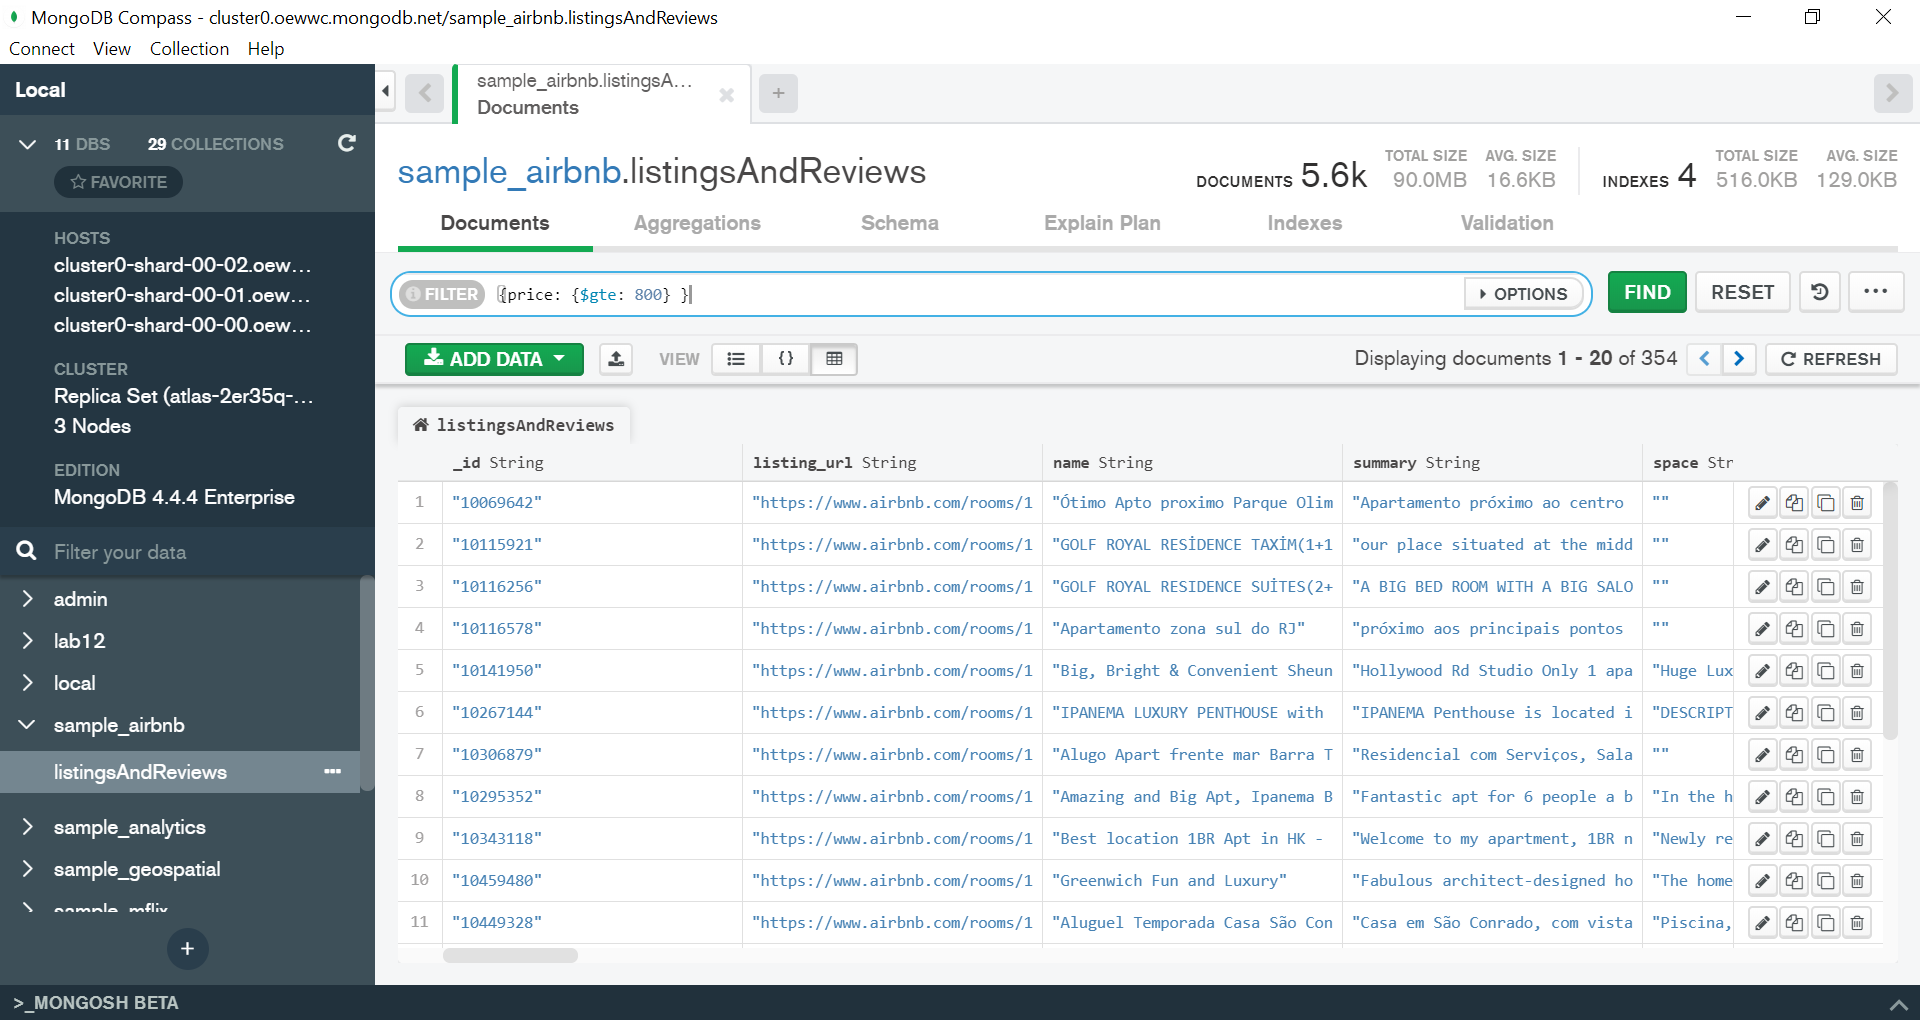 MongoDB Compass - cluster0.oewwc.mongodb.net/sample_airbnb.listingsAndReviews
Connect View Collection Help
Local
11 DBS 29 COLLECTIONS
FAVORITE
HOSTS
cluster0-shard-00-02.oew...
cluster0-shard-00-01.oew...
cluster0-shard-00-00.oew...
CLUSTER
Replica Set (atlas-2er35q-...
3 Nodes
EDITION
MongoDB 4.4.4 Enterprise
Filter your data
admin
lab12
local
sample_airbnb
listingsAndReviews
sample_analytics
sample_geospatial
sample_mflix
>_MONGOSH BETA
sample_airbnb.listingsA...
Documents
sample_airbnb.listingsAndReviews
DOCUMENTS 5.6k TOTAL SIZE 90.0MB AVG. SIZE 16.6KB INDEXES 4 TOTAL SIZE 516.0KB AVG. SIZE 129.0KB
Documents Aggregations Schema Explain Plan Indexes Validation
FILTER {price: {$gte: 800} } OPTIONS FIND RESET
ADD DATA VIEW Displaying documents 1 - 20 of 354 REFRESH
listingsAndReviews
_id String listing_url String name String summary String space Str
1 "10069642" "https://www.airbnb.com/rooms/1 "Ótimo Apto proximo Parque Olim "Apartamento próximo ao centro ""
2 "10115921" "https://www.airbnb.com/rooms/1 "GOLF ROYAL RESİDENCE TAXİM(1+1 "our place situated at the midd ""
3 "10116256" "https://www.airbnb.com/rooms/1 "GOLF ROYAL RESIDENCE SUİTES(2+ "A BIG BED ROOM WITH A BIG SALO ""
4 "10116578" "https://www.airbnb.com/rooms/1 "Apartamento zona sul do RJ" "próximo aos principais pontos ""
5 "10141950" "https://www.airbnb.com/rooms/1 "Big, Bright & Convenient Sheun "Hollywood Rd Studio Only 1 apa "Huge Lux
6 "10267144" "https://www.airbnb.com/rooms/1 "IPANEMA LUXURY PENTHOUSE with "IPANEMA Penthouse is located i "DESCRIPT
7 "10306879" "https://www.airbnb.com/rooms/1 "Alugo Apart frente mar Barra T "Residencial com Serviços, Sala ""
8 "10295352" "https://www.airbnb.com/rooms/1 "Amazing and Big Apt, Ipanema B "Fantastic apt for 6 people a b "In the h
9 "10343118" "https://www.airbnb.com/rooms/1 "Best location 1BR Apt in HK - "Welcome to my apartment, 1BR n "Newly re
10 "10459480" "https://www.airbnb.com/rooms/1 "Greenwich Fun and Luxury" "Fabulous architect-designed ho "The home
11 "10449328" "https://www.airbnb.com/rooms/1 "Aluguel Temporada Casa São Con "Casa em São Conrado, com vista "Piscina,